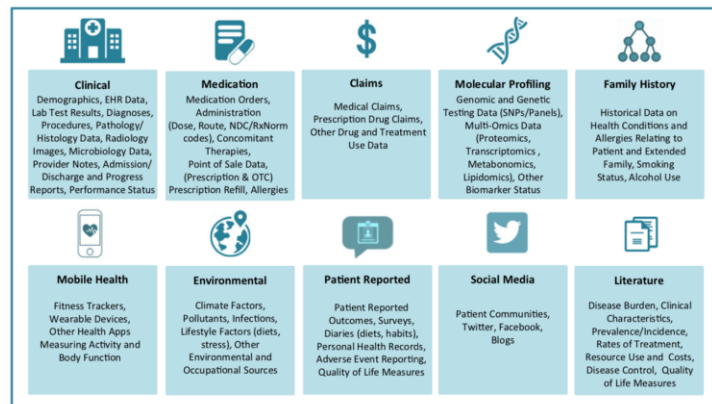 Clinical
Demographics, EHR Data,
Lab Test Results, Diagnoses,
Procedures, Pathology/
Histology Data, Radiology
Images, Microbiology Data,
Provider Notes, Admission/
Discharge and Progress
Reports, Performance Status
Medication
Medication Orders,
Administration
(Dose, Route, NDC/RxNorm
codes), Concomitant
Therapies,
Point of Sale Data,
(Prescription & OTC)
Prescription Refill, Allergies
$
Claims
Medical Claims,
Prescription Drug Claims,
Other Drug and Treatment
Use Data
Molecular Profiling
Genomic and Genetic
Testing Data (SNPs/Panels),
Multi-Omics Data
(Proteomics,
Transcriptomics ,
Metabonomics,
Lipidomics), Other
Biomarker Status
Family History
Historical Data on
Health Conditions and
Allergies Relating to
Patient and Extended
Family, Smoking
Status, Alcohol Use
Mobile Health
Fitness Trackers,
Wearable Devices,
Other Health Apps
Measuring Activity and
Body Function
Environmental
Climate Factors,
Pollutants, Infections,
Lifestyle Factors (diets,
stress), Other
Environmental and
Occupational Sources
Patient Reported
Patient Reported
Outcomes, Surveys,
Diaries (diets, habits),
Personal Health Records,
Adverse Event Reporting,
Quality of Life Measures
Social Media
Patient Communities,
Twitter, Facebook,
Blogs
Literature
Disease Burden, Clinical
Characteristics,
Prevalence/Incidence,
Rates of Treatment,
Resource Use and Costs,
Disease Control, Quality
of Life Measures